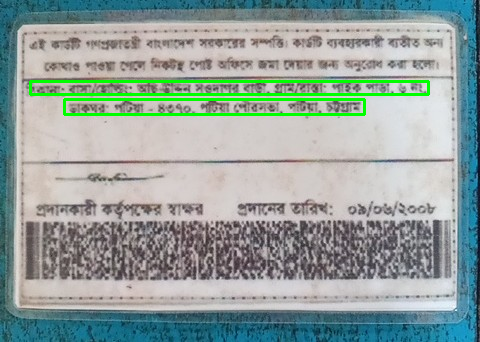 এই কার্ডটি গণপ্রজাতন্ত্রী বাংলাদেশ সরকারের সম্পত্তি। কার্ডটি ব্যবহারকারী ব্যতীত অন্য
কোথাও পাওয়া গেলে নিকটস্থ পোষ্ট অফিসে জমা দেবার জন্য অনুরোধ করা হলো।
বাসা/হোল্ডিং: সওদাগর বাড়ী, গ্রাম/রাস্তা: পাইক পাড়া, ৬ নং,
ডাকঘর: পটিয়া - ৪৩৭০, পটিয়া পৌরসভা, পটিয়া, চট্টগ্রাম
প্রদানকারী কর্তৃপক্ষের স্বাক্ষর প্রদানের তারিখ: ০৯/০৬/২০০৮